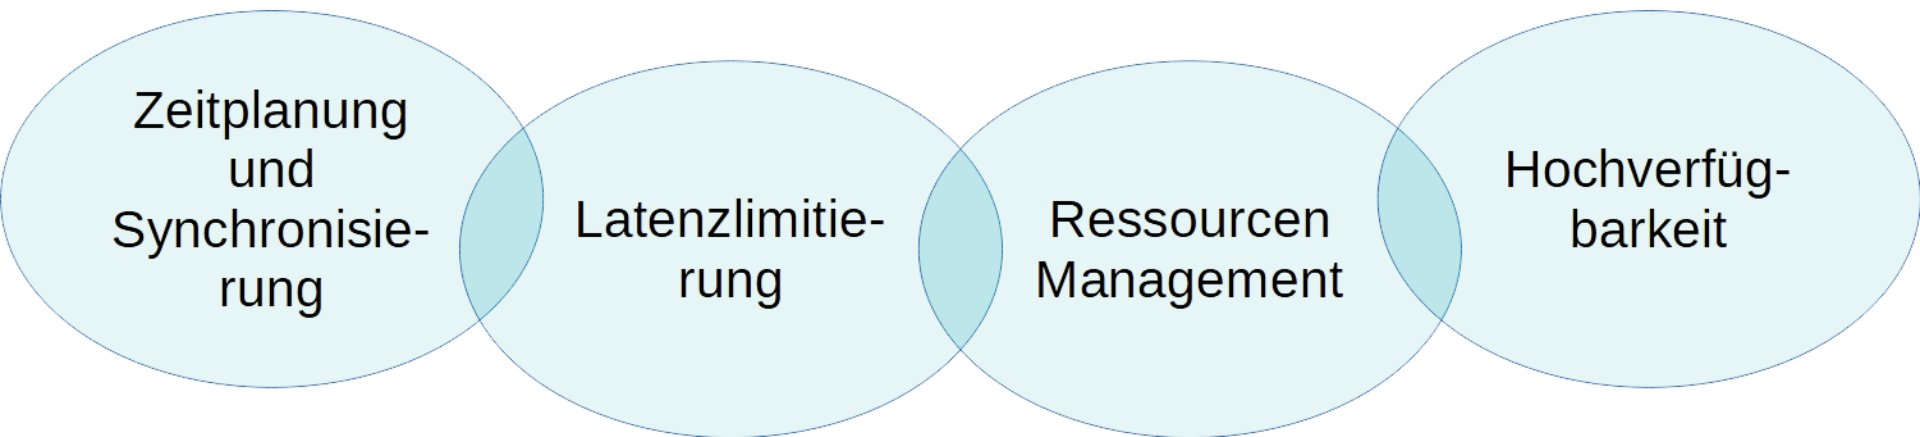 Zeitplanung
und
Synchronisie-
rung
Latenzlimitie-
rung
Ressourcen
Management
Hochverfüg-
barkeit